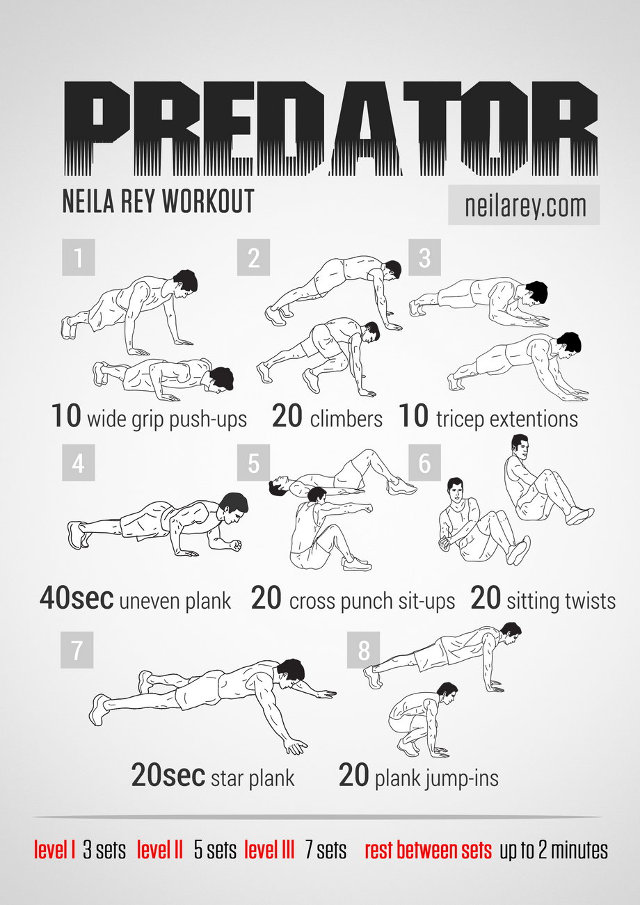 PREDATOR
NEILA REY WORKOUT
neilarey.com
1
2
3
10 wide grip push-ups
20 climbers
10 tricep extentions
4
5
6
40sec uneven plank
20 cross punch sit-ups
20 sitting twists
7
8
20sec star plank
20 plank jump-ins
level I 3 sets level II 5 sets level III 7 sets rest between sets up to 2 minutes